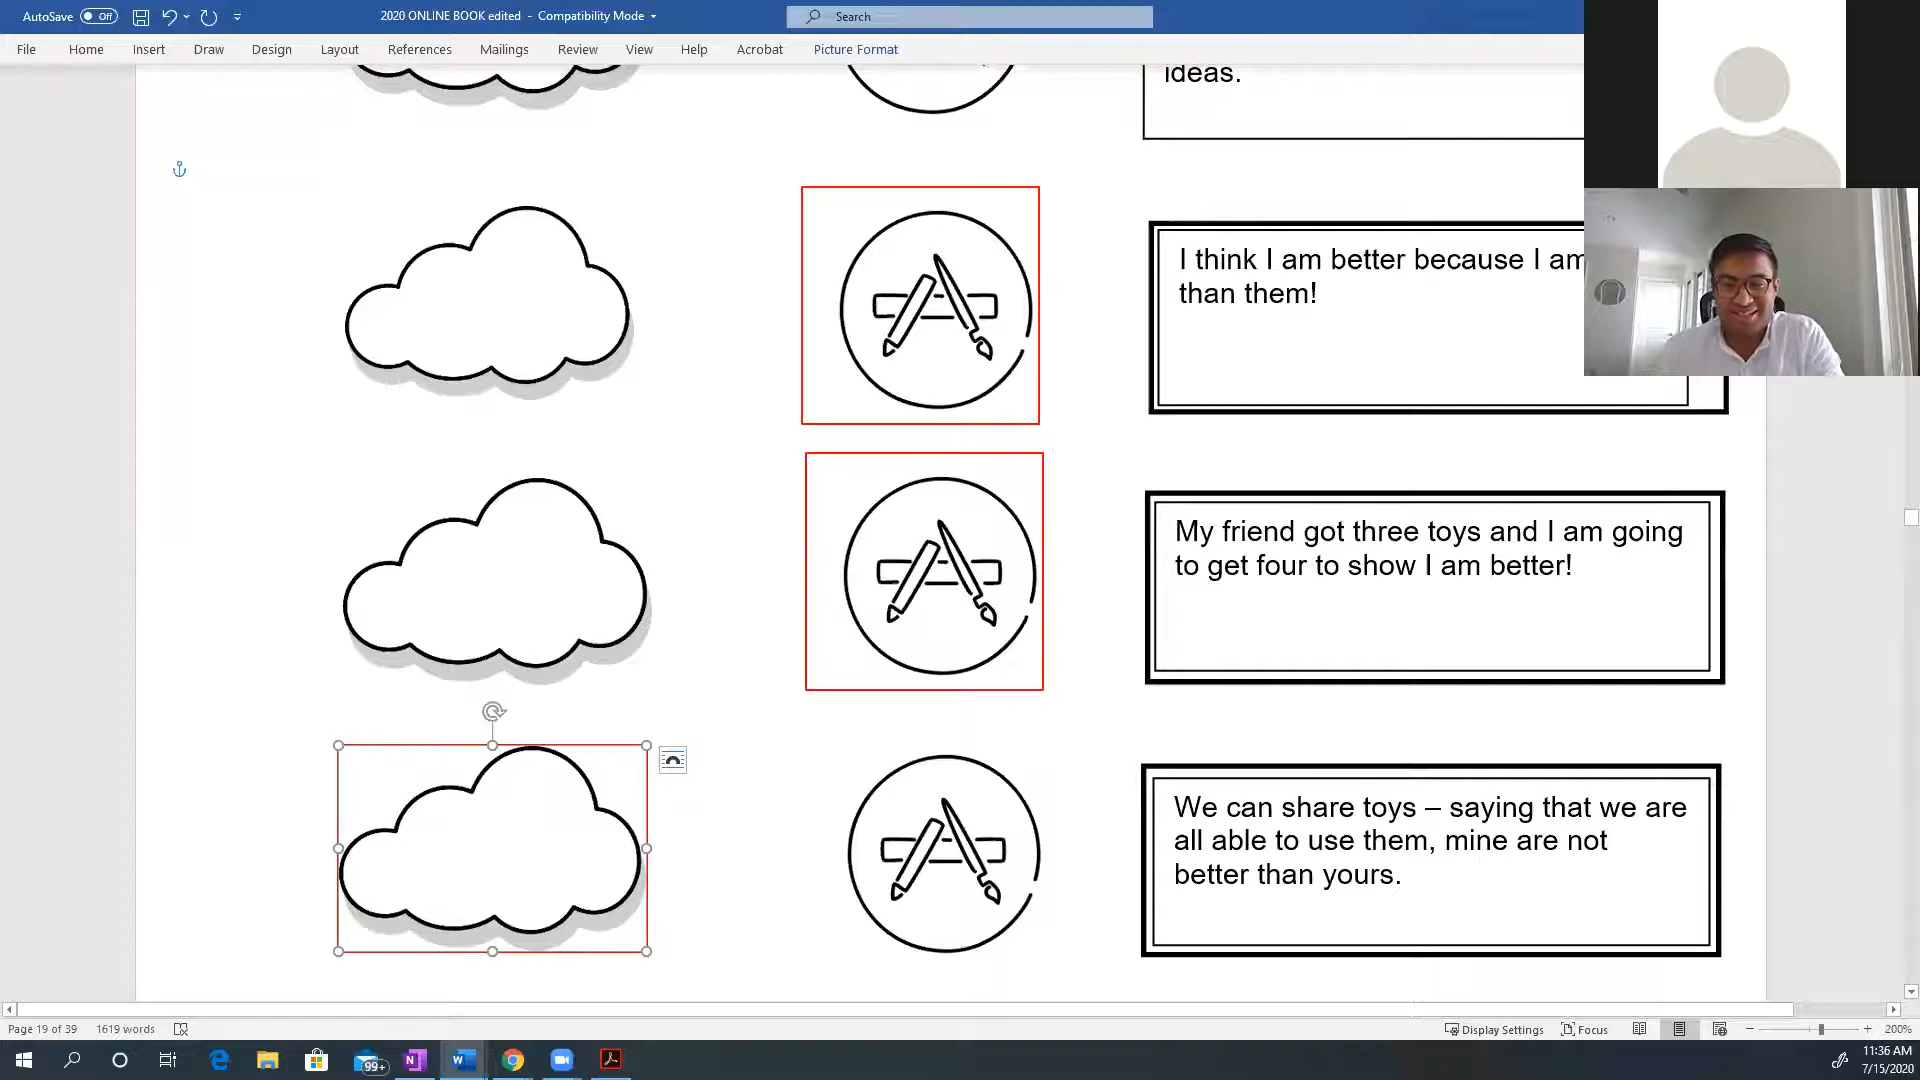 AutoSave Off 2020 ONLINE BOOK edited - Compatibility Mode Search
File Home Insert Draw Design Layout References Mailings Review View Help Acrobat Picture Format
ideas.
I think I am better because I am
than them!
My friend got three toys and I am going
to get four to show I am better!
We can share toys – saying that we are
all able to use them, mine are not
better than yours.
Page 19 of 39 1619 words Display Settings Focus 200%
99+ 11:36 AM
7/15/2020